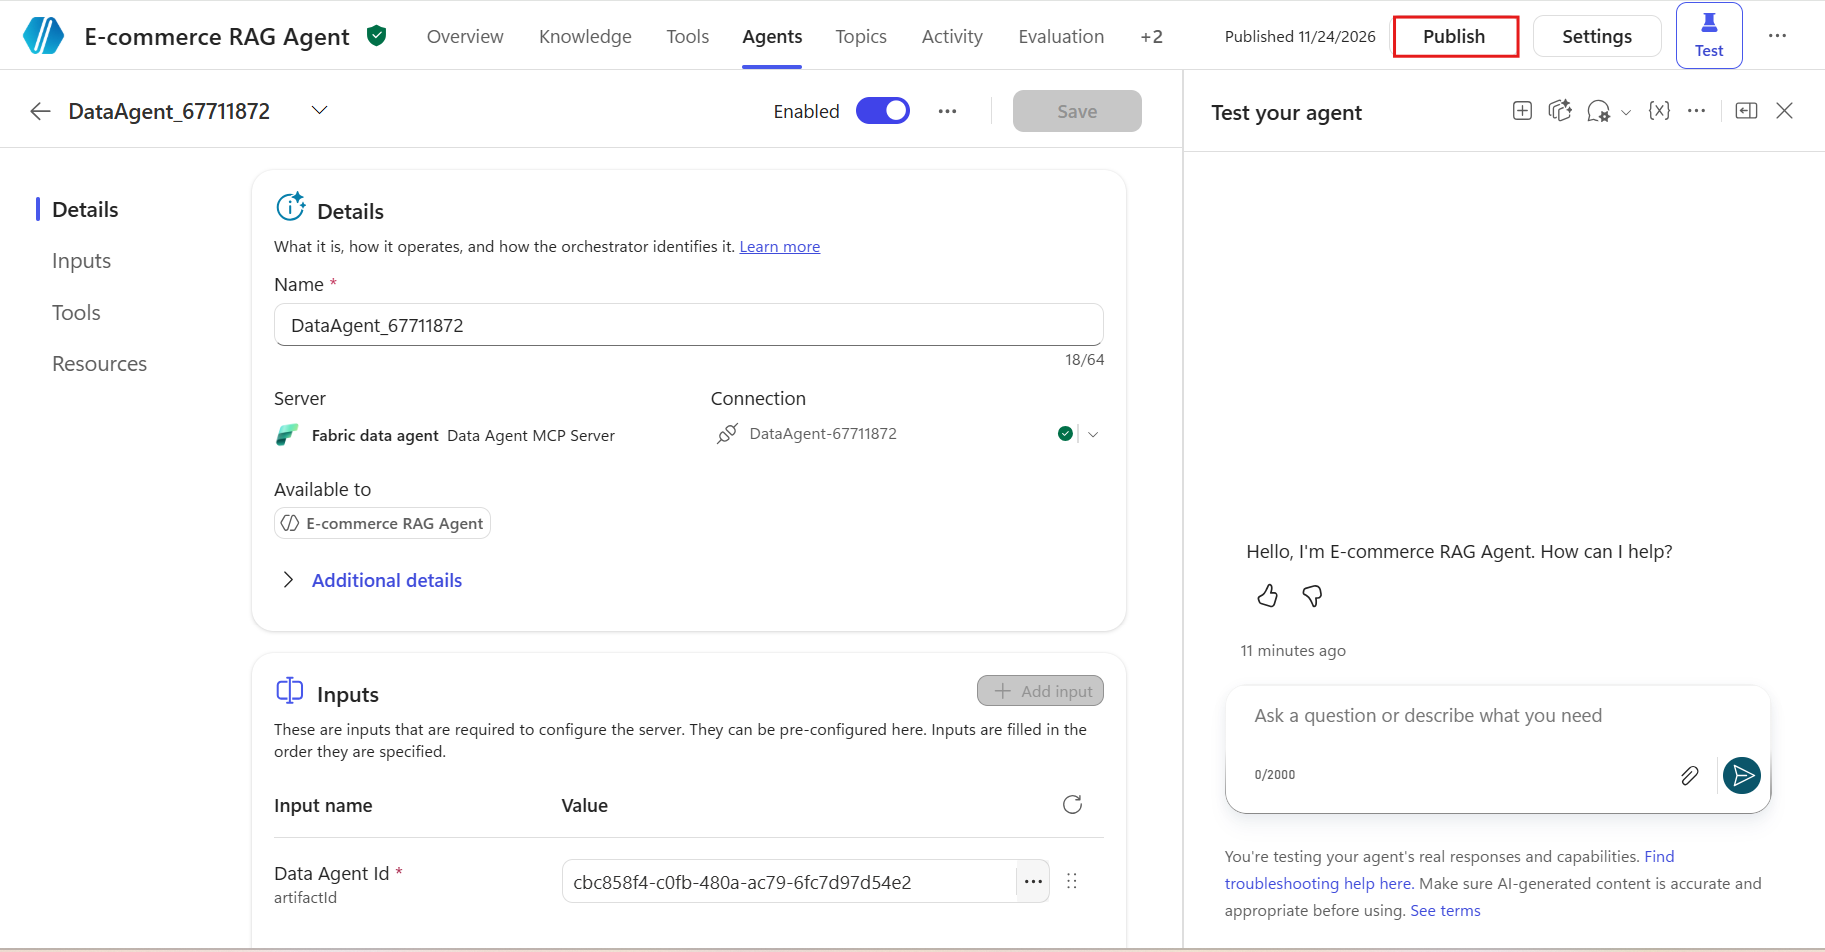 E-commerce RAG Agent
Overview
Knowledge
Tools
Agents
Topics
Activity
Evaluation
+2
Published 11/24/2026
Publish
Settings
Test
DataAgent_67711872
Enabled
Save
Test your agent
Details
Inputs
Tools
Resources
Details
What it is, how it operates, and how the orchestrator identifies it. Learn more
Name *
DataAgent_67711872
18/64
Server
Connection
Fabric data agent Data Agent MCP Server
DataAgent-67711872
Available to
E-commerce RAG Agent
Additional details
Inputs
Add input
These are inputs that are required to configure the server. They can be pre-configured here. Inputs are filled in the
order they are specified.
Input name
Value
Data Agent Id *
artifactId
cbc858f4-c0fb-480a-ac79-6fc7d97d54e2
Hello, I'm E-commerce RAG Agent. How can I help?
11 minutes ago
Ask a question or describe what you need
0/2000
You're testing your agent's real responses and capabilities. Find
troubleshooting help here. Make sure AI-generated content is accurate and
appropriate before using. See terms